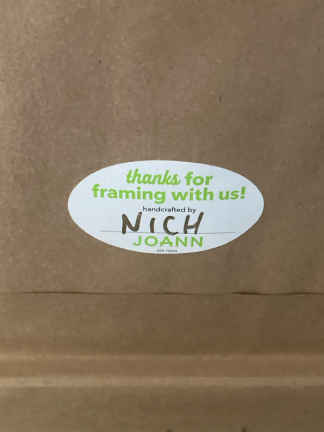 thanks for
framing with us!
handcrafted by
NICH
JOANN